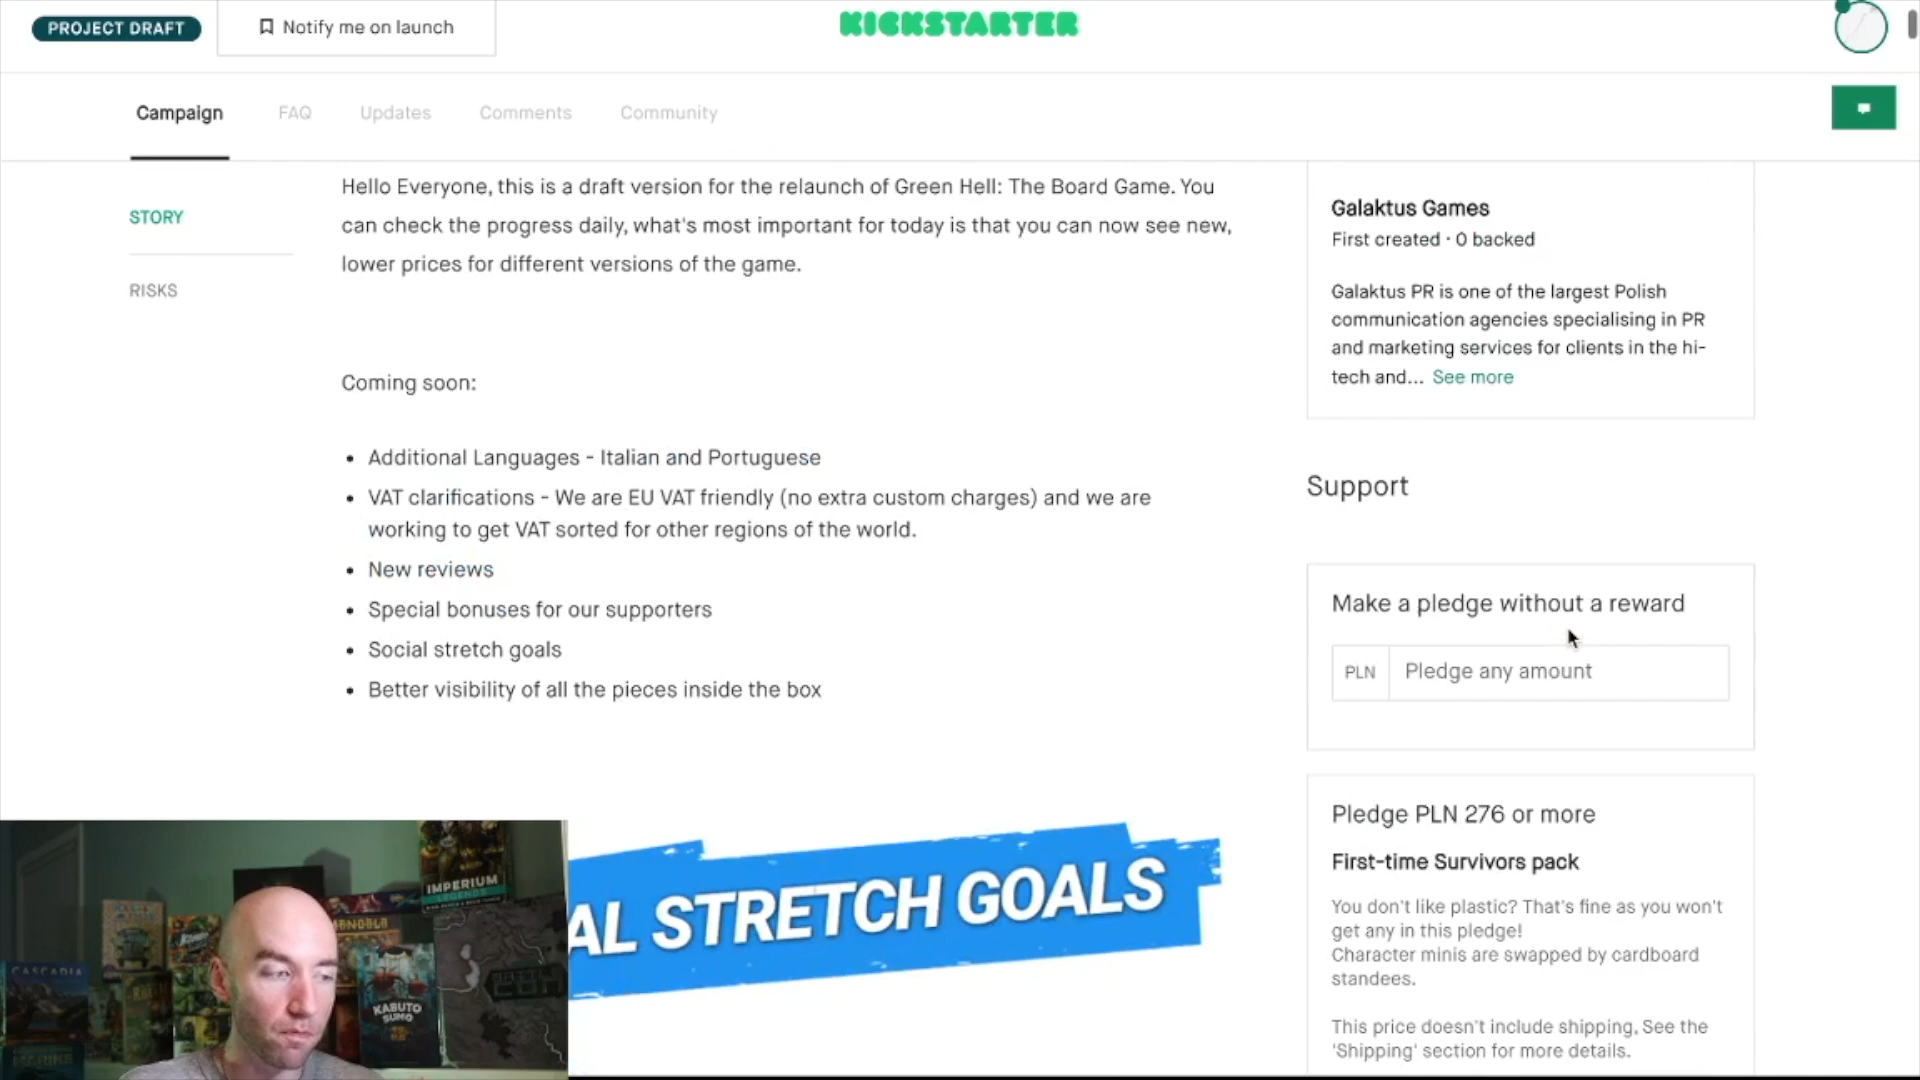 PROJECT DRAFT
Notify me on launch
KICKSTARTER
Campaign
FAQ
Updates
Comments
Community
STORY
RISKS
Hello Everyone, this is a draft version for the relaunch of Green Hell: The Board Game. You
can check the progress daily, what's most important for today is that you can now see new,
lower prices for different versions of the game.
Coming soon:
• Additional Languages - Italian and Portuguese
• VAT clarifications - We are EU VAT friendly (no extra custom charges) and we are
working to get VAT sorted for other regions of the world.
• New reviews
• Special bonuses for our supporters
• Social stretch goals
• Better visibility of all the pieces inside the box
AL STRETCH GOALS
Galaktus Games
First created · 0 backed
Galaktus PR is one of the largest Polish
communication agencies specialising in PR
and marketing services for clients in the hi-
tech and... See more
Support
Make a pledge without a reward
PLN
Pledge any amount
Pledge PLN 276 or more
First-time Survivors pack
You don't like plastic? That's fine as you won't
get any in this pledge!
Character minis are swapped by cardboard
standees.
This price doesn't include shipping, See the
'Shipping' section for more details.
IMPERIUM
LEGENDS
CASCADIA
KABUTO
SUMO